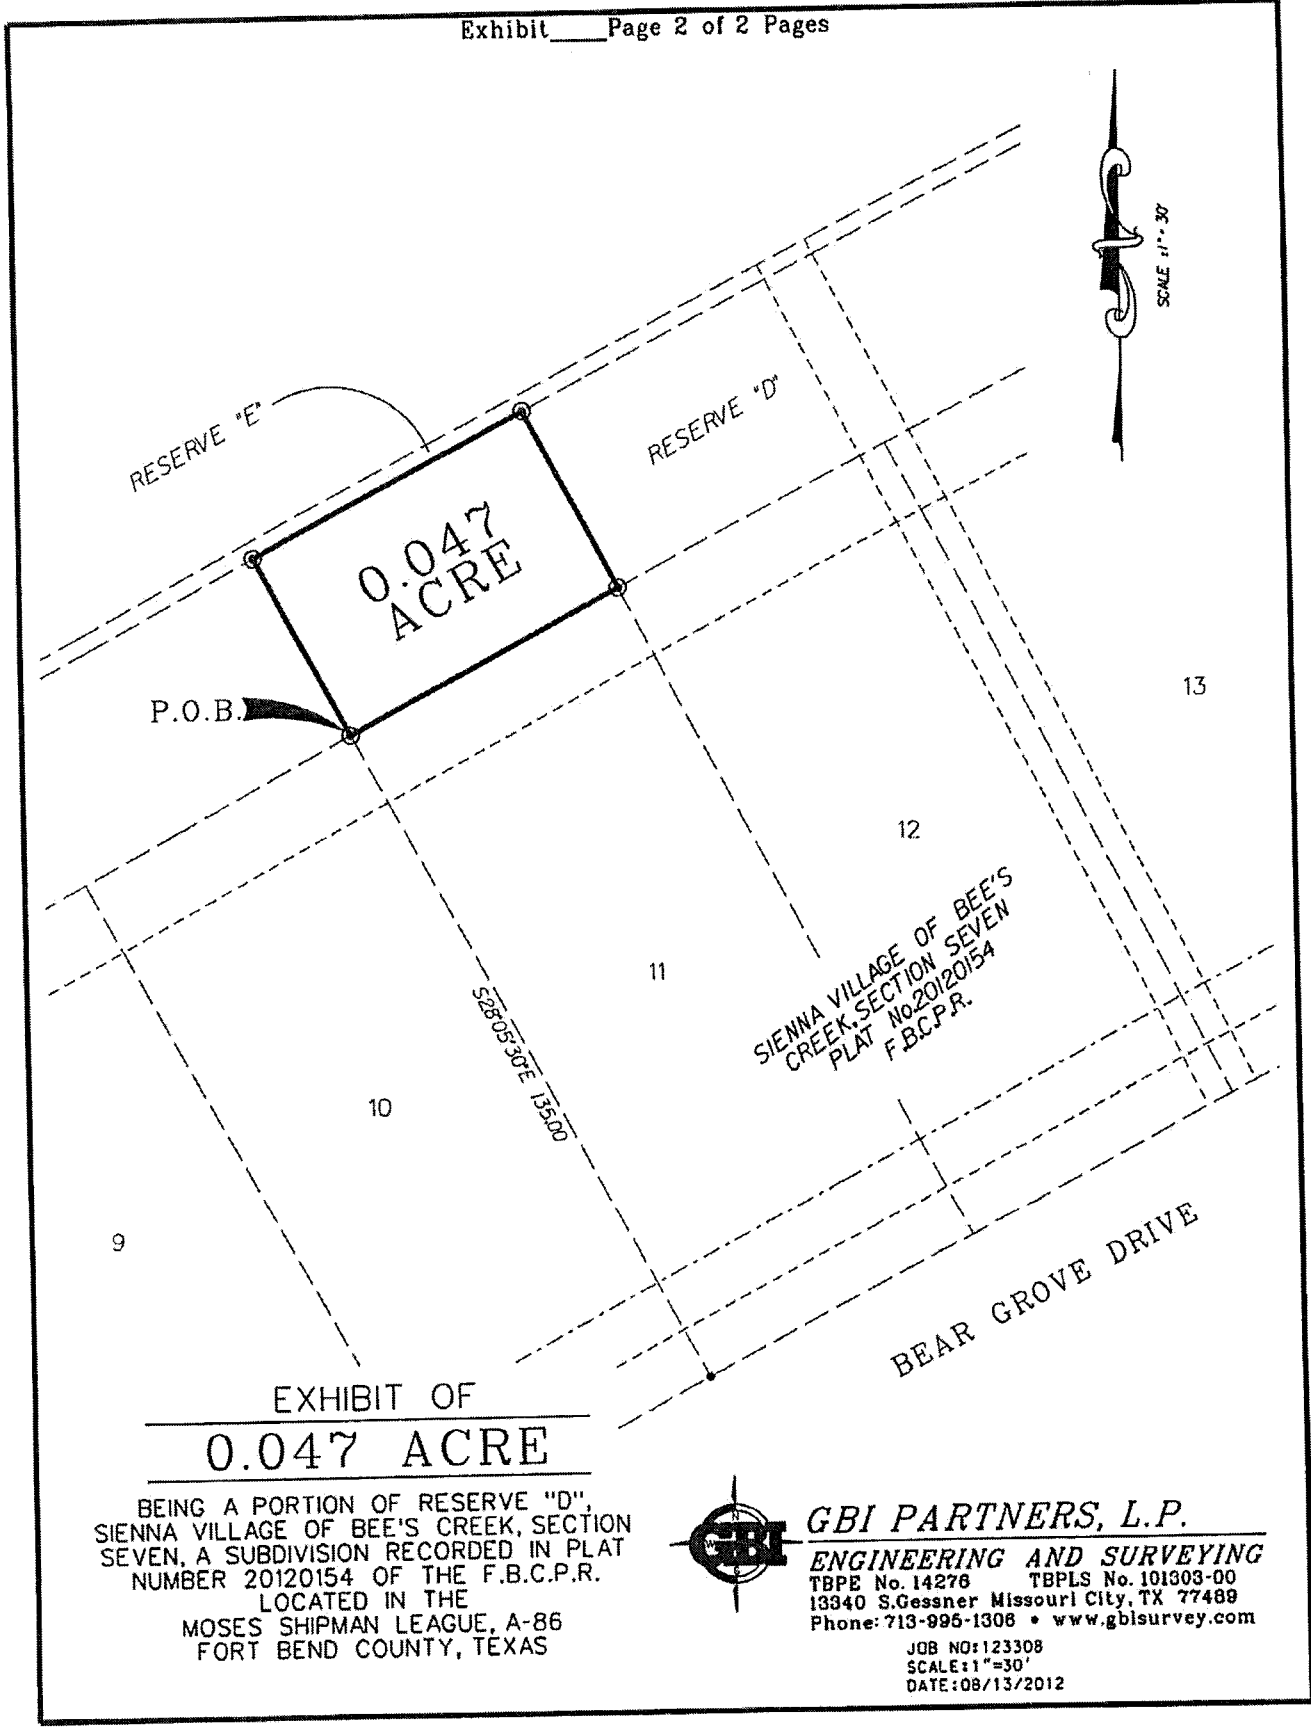 Exhibit____Page 2 of 2 Pages
SCALE :1"= 30'
RESERVE "E"
RESERVE "D"
0.047
ACRE
P.O.B.
13
12
SIENNA VILLAGE OF BEE'S
CREEK, SECTION SEVEN
PLAT No.20120154
F.B.C.P.R.
11
S28°05'30"E 135.00'
10
9
BEAR GROVE DRIVE
EXHIBIT OF
0.047 ACRE
BEING A PORTION OF RESERVE "D",
SIENNA VILLAGE OF BEE'S CREEK, SECTION
SEVEN, A SUBDIVISION RECORDED IN PLAT
NUMBER 20120154 OF THE F.B.C.P.R.
LOCATED IN THE
MOSES SHIPMAN LEAGUE, A-86
FORT BEND COUNTY, TEXAS
N
W
GBI
GBI PARTNERS, L.P.
ENGINEERING AND SURVEYING
TBPE No. 14276 TBPLS No. 101303-00
13340 S.Gessner Missouri City, TX 77489
Phone: 713-995-1306 • www.gbisurvey.com
JOB NO:123308
SCALE:1"=30'
DATE:08/13/2012